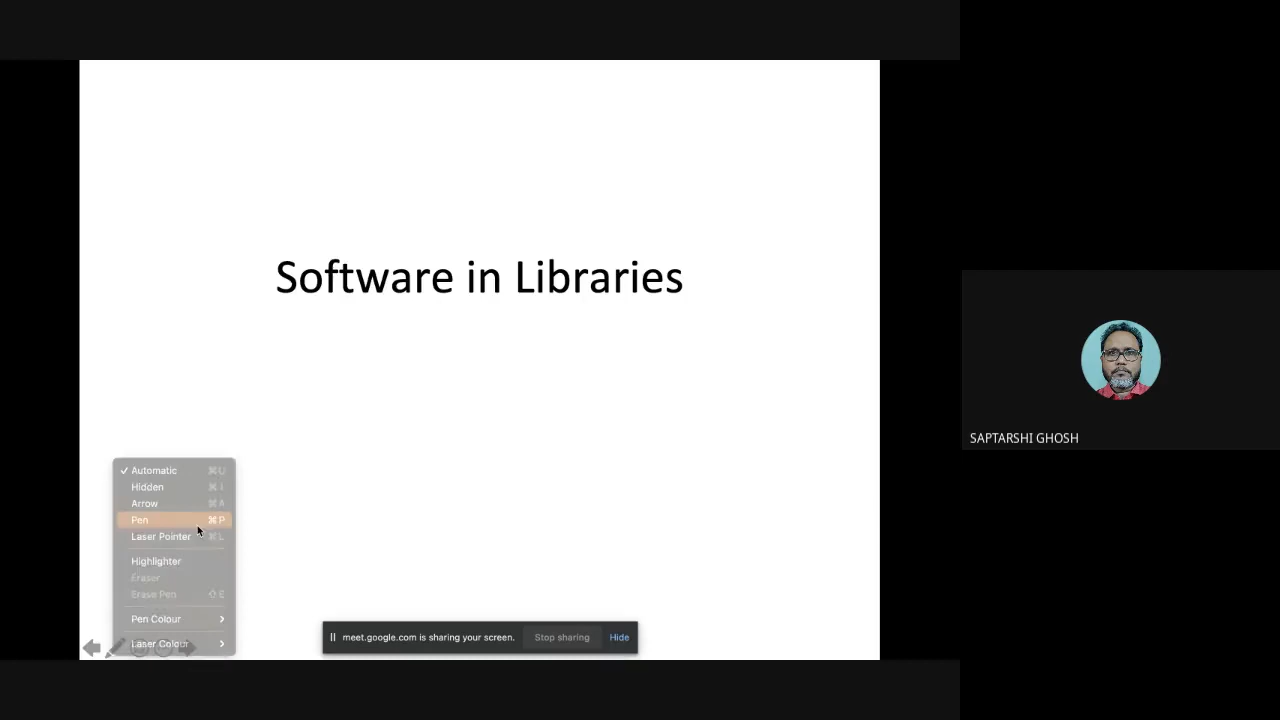 Software in Libraries
SAPTARSHI GHOSH
✓ Automatic ⌘U
Hidden ⌘I
Arrow ⌘A
Pen ⌘P
Laser Pointer ⌘L
Highlighter
Eraser
Erase Pen ⇧E
Pen Colour >
Laser Colour >
meet.google.com is sharing your screen. Stop sharing Hide